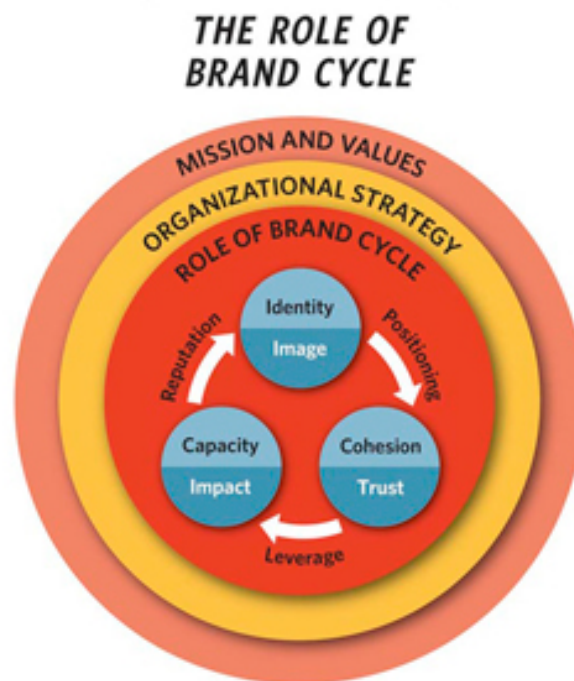 THE ROLE OF
BRAND CYCLE
MISSION AND VALUES
ORGANIZATIONAL STRATEGY
ROLE OF BRAND CYCLE
Identity
Image
Reputation
Positioning
Capacity
Impact
Cohesion
Trust
Leverage